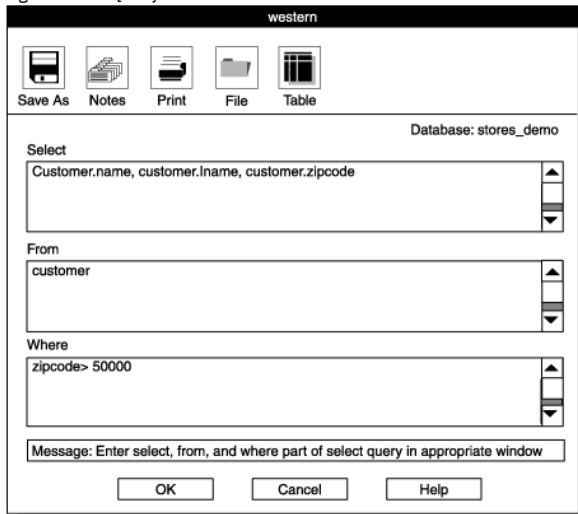 western
Save As Notes Print File Table
Database: stores_demo
Select
Customer.name, customer.lname, customer.zipcode
From
customer
Where
zipcode> 50000
Message: Enter select, from, and where part of select query in appropriate window
OK Cancel Help